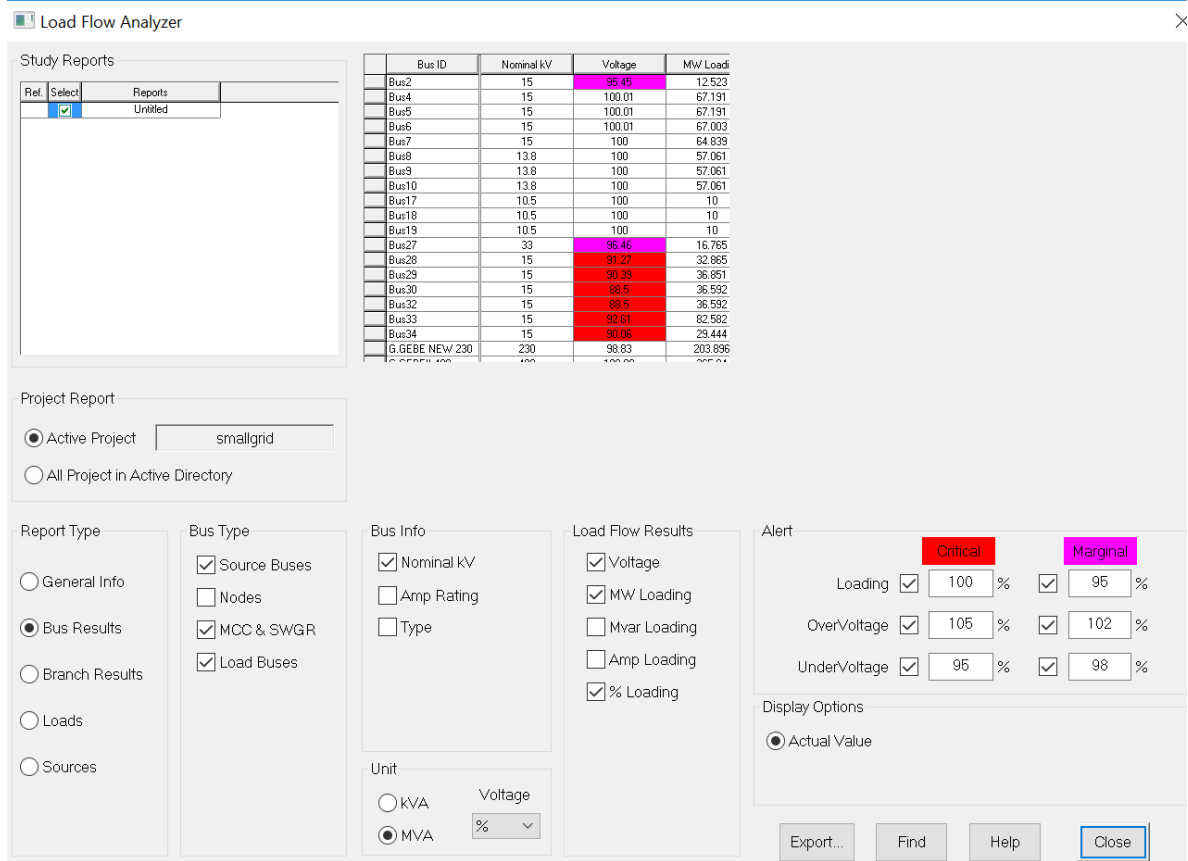 Load Flow Analyzer
Study Reports
Ref. Select Reports
Untitled
Bus ID Nominal kV Voltage MW Loadi
Bus2 15 95.45 12.523
Bus4 15 100.01 67.191
Bus5 15 100.01 67.191
Bus6 15 100.01 67.003
Bus7 15 100 64.839
Bus8 13.8 100 57.061
Bus9 13.8 100 57.061
Bus10 13.8 100 57.061
Bus17 10.5 100 10
Bus18 10.5 100 10
Bus19 10.5 100 10
Bus27 33 96.46 16.765
Bus28 15 91.27 32.865
Bus29 15 90.39 36.851
Bus30 15 88.5 36.592
Bus32 15 88.5 36.592
Bus33 15 92.61 82.582
Bus34 15 90.06 29.444
G.GEBE NEW 230 230 98.83 203.896
Project Report
Active Project smallgrid
All Project in Active Directory
Report Type
General Info
Bus Results
Branch Results
Loads
Sources
Bus Type
Source Buses
Nodes
MCC & SWGR
Load Buses
Bus Info
Nominal kV
Amp Rating
Type
Unit
kVA
MVA
Voltage
%
Load Flow Results
Voltage
MW Loading
Mvar Loading
Amp Loading
% Loading
Alert
Critical Marginal
Loading 100 % 95 %
OverVoltage 105 % 102 %
UnderVoltage 95 % 98 %
Display Options
Actual Value
Export... Find Help Close